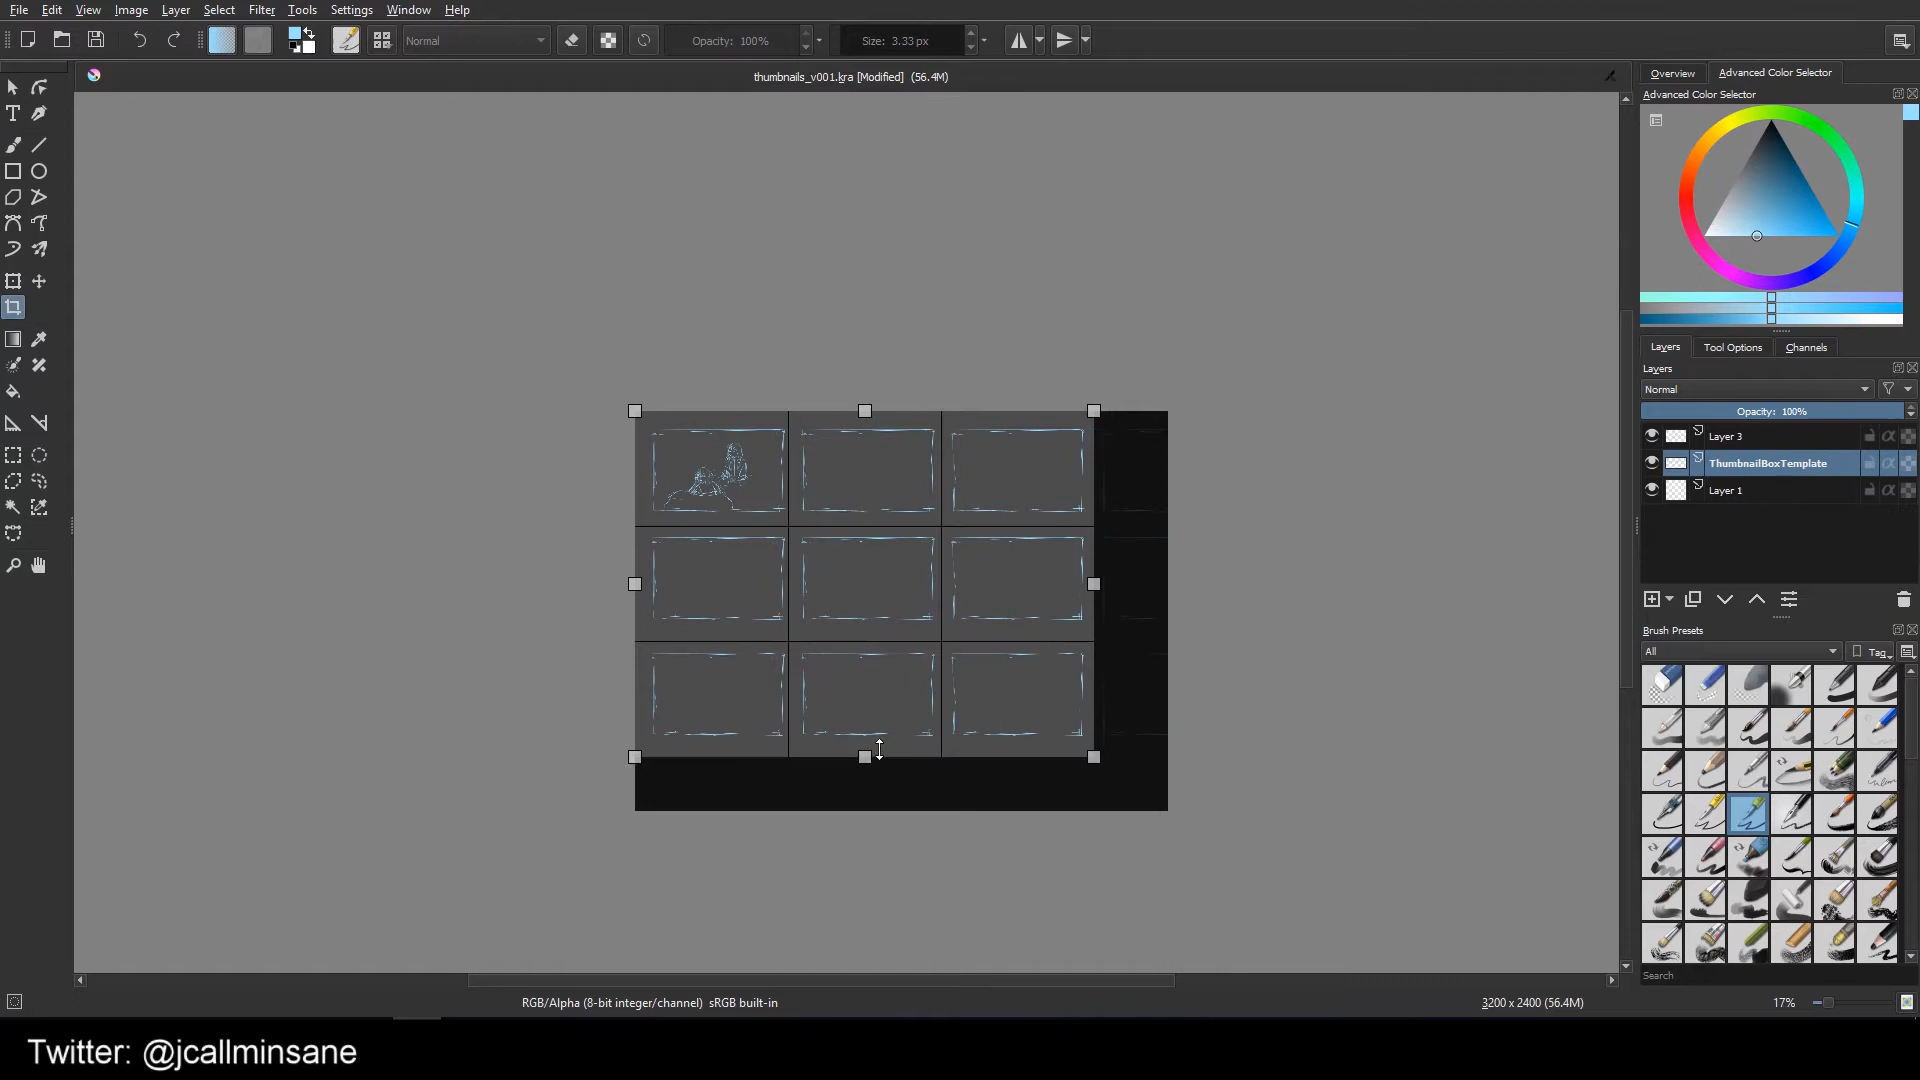 File Edit View Image Layer Select Filter Tools Settings Window Help
Normal Opacity: 100% Size: 3.33 px
thumbnails_v001.kra [Modified] (56.4M)
Overview Advanced Color Selector
Advanced Color Selector
Layers Tool Options Channels
Layers
Normal
Opacity: 100%
Layer 3
ThumbnailBoxTemplate
Layer 1
Brush Presets
All Tag
Search
RGB/Alpha (8-bit integer/channel) sRGB built-in 3200 x 2400 (56.4M) 17%
Twitter: @jcallminsane